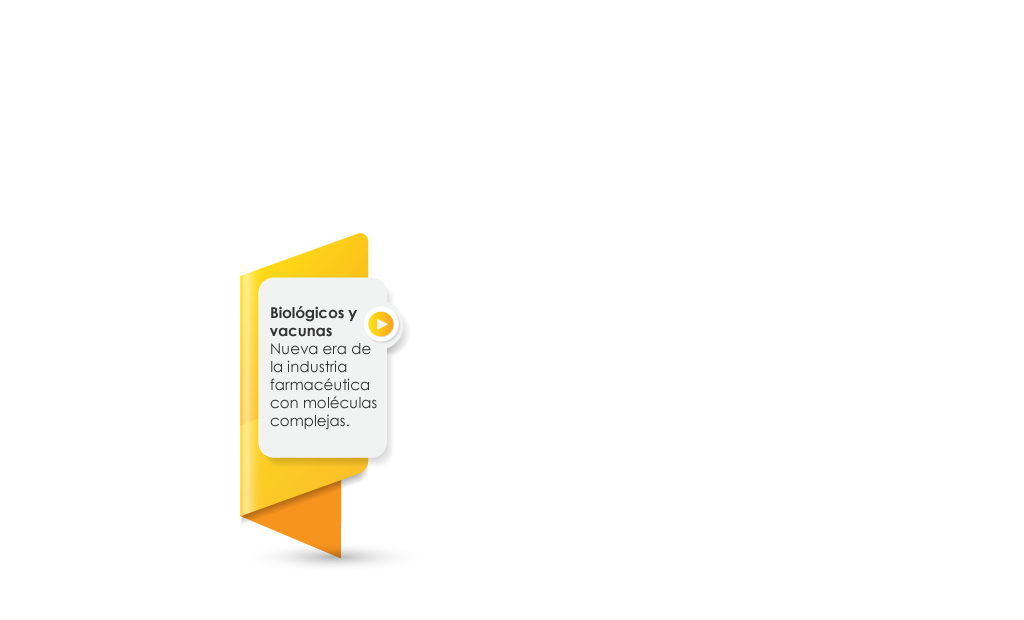 Biológicos y
vacunas
Nueva era de
la industria
farmacéutica
con moléculas
complejas.